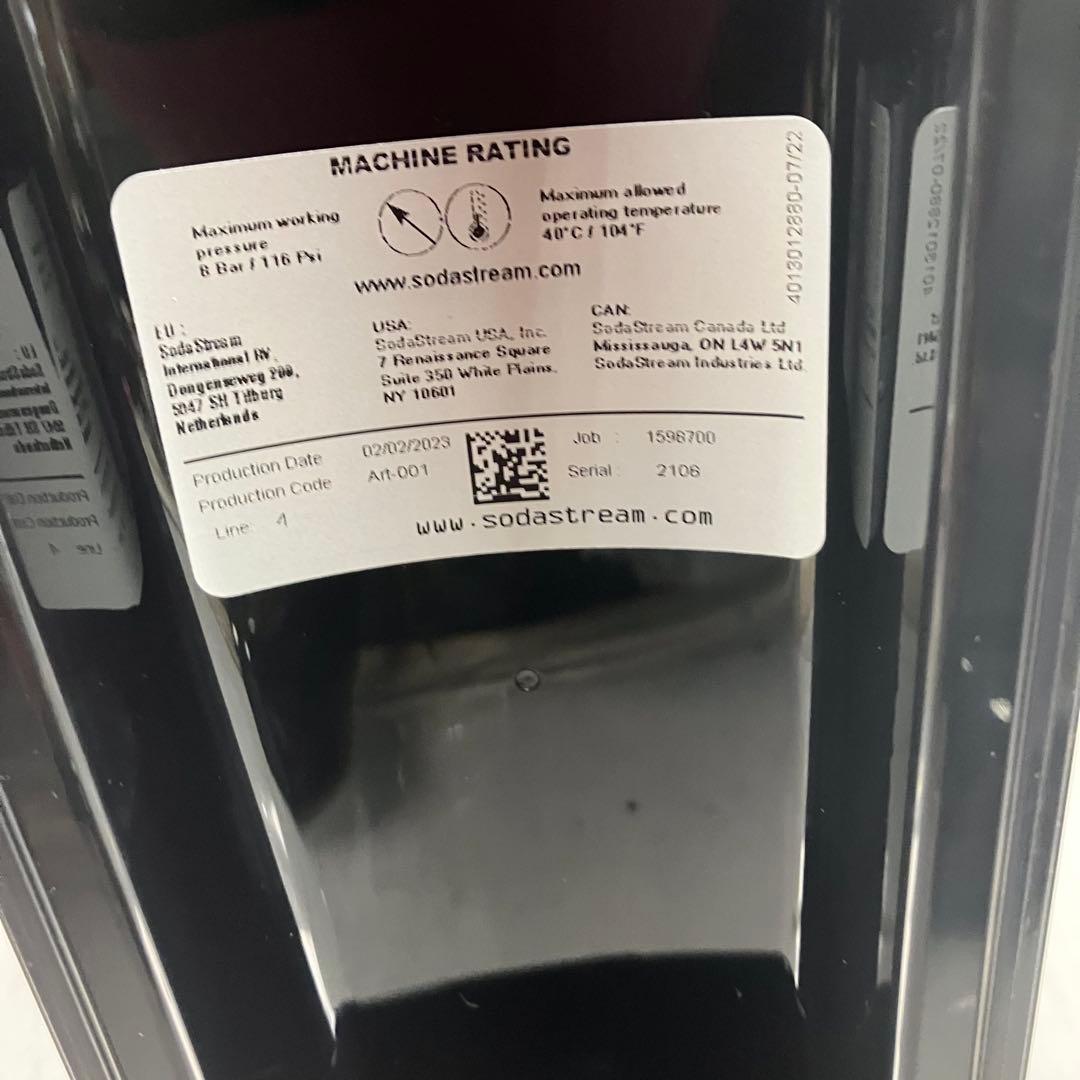 MACHINE RATING
Maximum working
pressure
8 Bar / 116 Psi
Maximum allowed
operating temperature
40°C / 104°F
www.sodastream.com
4013012880-07/22
EU:
SodaStream
International BV.
Dongenseweg 200,
5047 SH Tilburg
Netherlands
USA:
SodaStream USA, Inc.
7 Renaissance Square
Suite 350 White Plains,
NY 10601
CAN:
SodaStream Canada Ltd
Mississauga, ON L4W 5N1
SodaStream Industries Ltd.
Production Date 02/02/2023
Production Code Art-001
Line: 4
Job : 1598700
Serial : 2106
www.sodastream.com